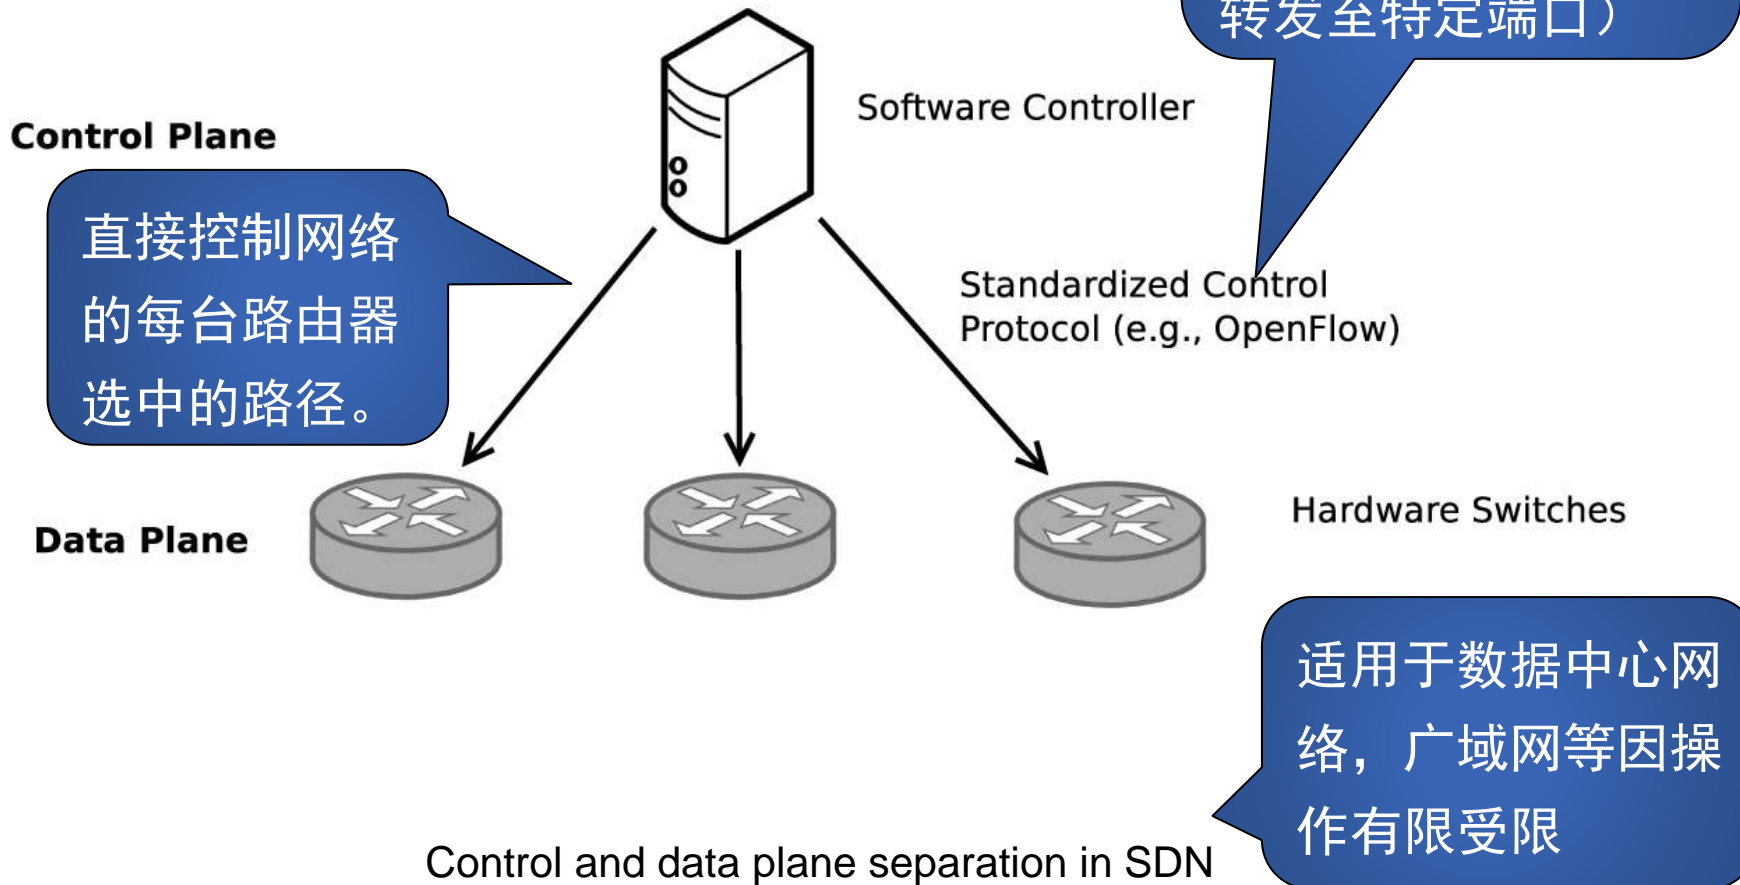 转发至特定端口）
Software Controller
Control Plane
直接控制网络
的每台路由器
选中的路径。
Standardized Control
Protocol (e.g., OpenFlow)
Data Plane
Hardware Switches
适用于数据中心网
络，广域网等因操
作有限受限
Control and data plane separation in SDN